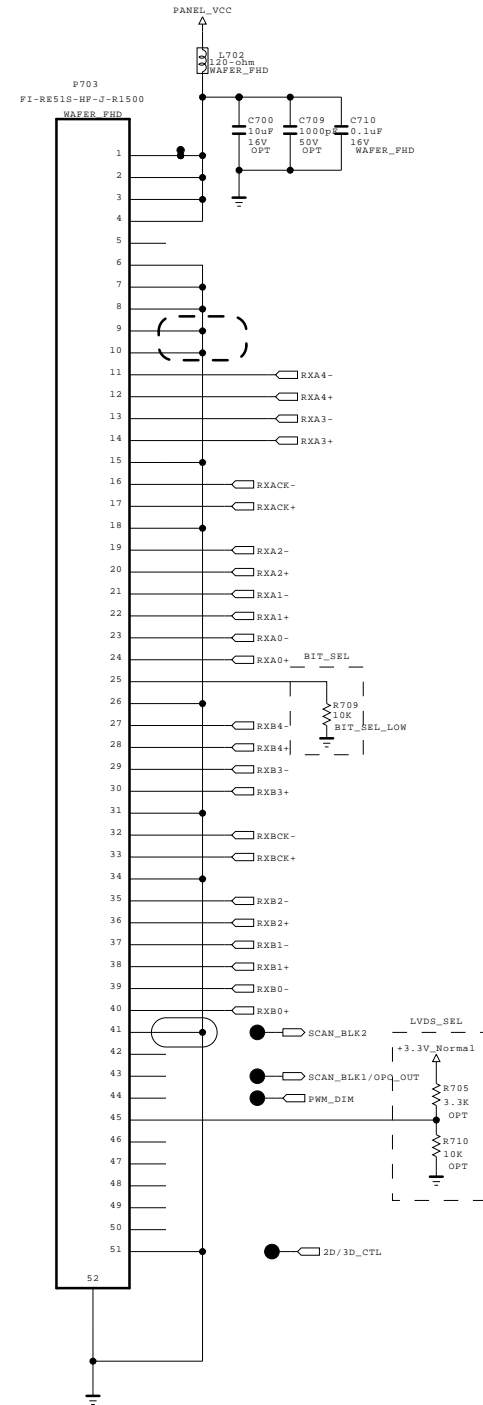 PANEL_VCC
L702
120-ohm
WAFER_FHD
P703
FI-RE51S-HF-J-R1500
WAFER_FHD
C700
10uF
16V
OPT
C709
1000pF
50V
OPT
C710
0.1uF
16V
WAFER_FHD
1
2
3
4
5
6
7
8
9
10
11 RXA4-
12 RXA4+
13 RXA3-
14 RXA3+
15
16 RXACK-
17 RXACK+
18
19 RXA2-
20 RXA2+
21 RXA1-
22 RXA1+
23 RXA0-
24 RXA0+
BIT_SEL
25
R709
10K
BIT_SEL_LOW
26
27 RXB4-
28 RXB4+
29 RXB3-
30 RXB3+
31
32 RXBCK-
33 RXBCK+
34
35 RXB2-
36 RXB2+
37 RXB1-
38 RXB1+
39 RXB0-
40 RXB0+
LVDS_SEL
41 SCAN_BLK2
+3.3V_Normal
42
43 SCAN_BLK1/OPC_OUT
R705
3.3K
OPT
44 PWM_DIM
45
R710
10K
OPT
46
47
48
49
50
51 2D/3D_CTL
52